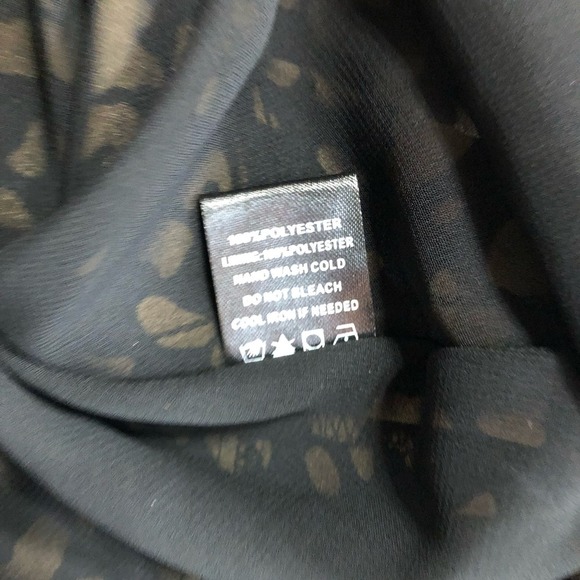 100%POLYESTER
LINING: 100%POLYESTER
HAND WASH COLD
DO NOT BLEACH
COOL IRON IF NEEDED